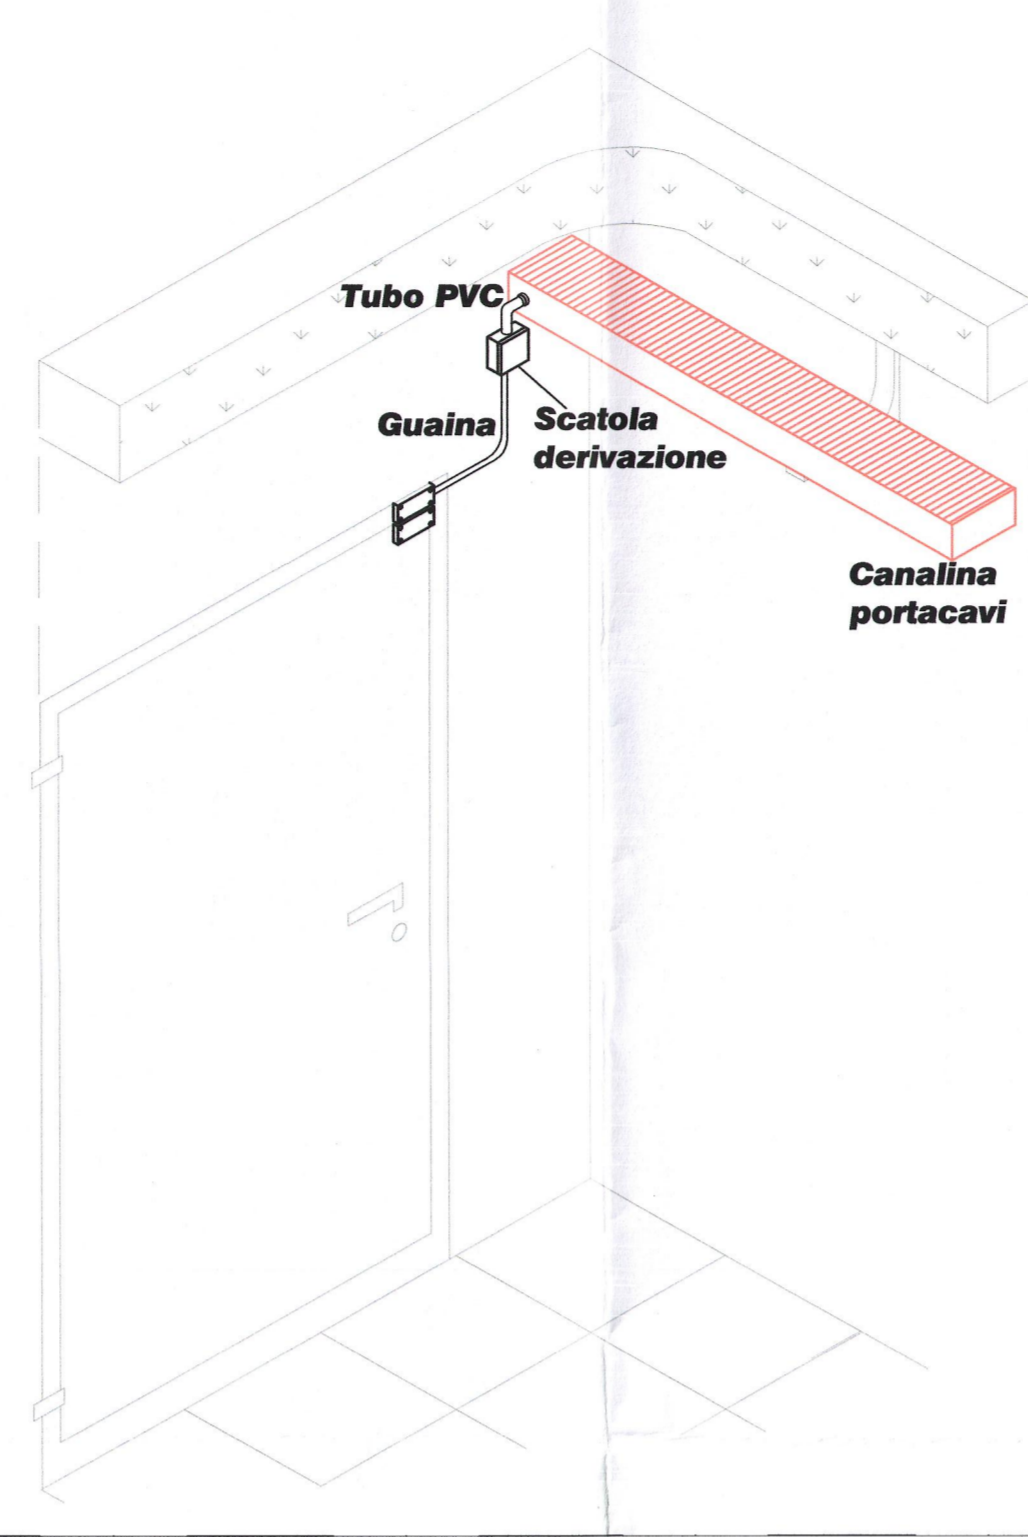 Tubo PVC
Guaina
Scatola
derivazione
Canalina
portacavi